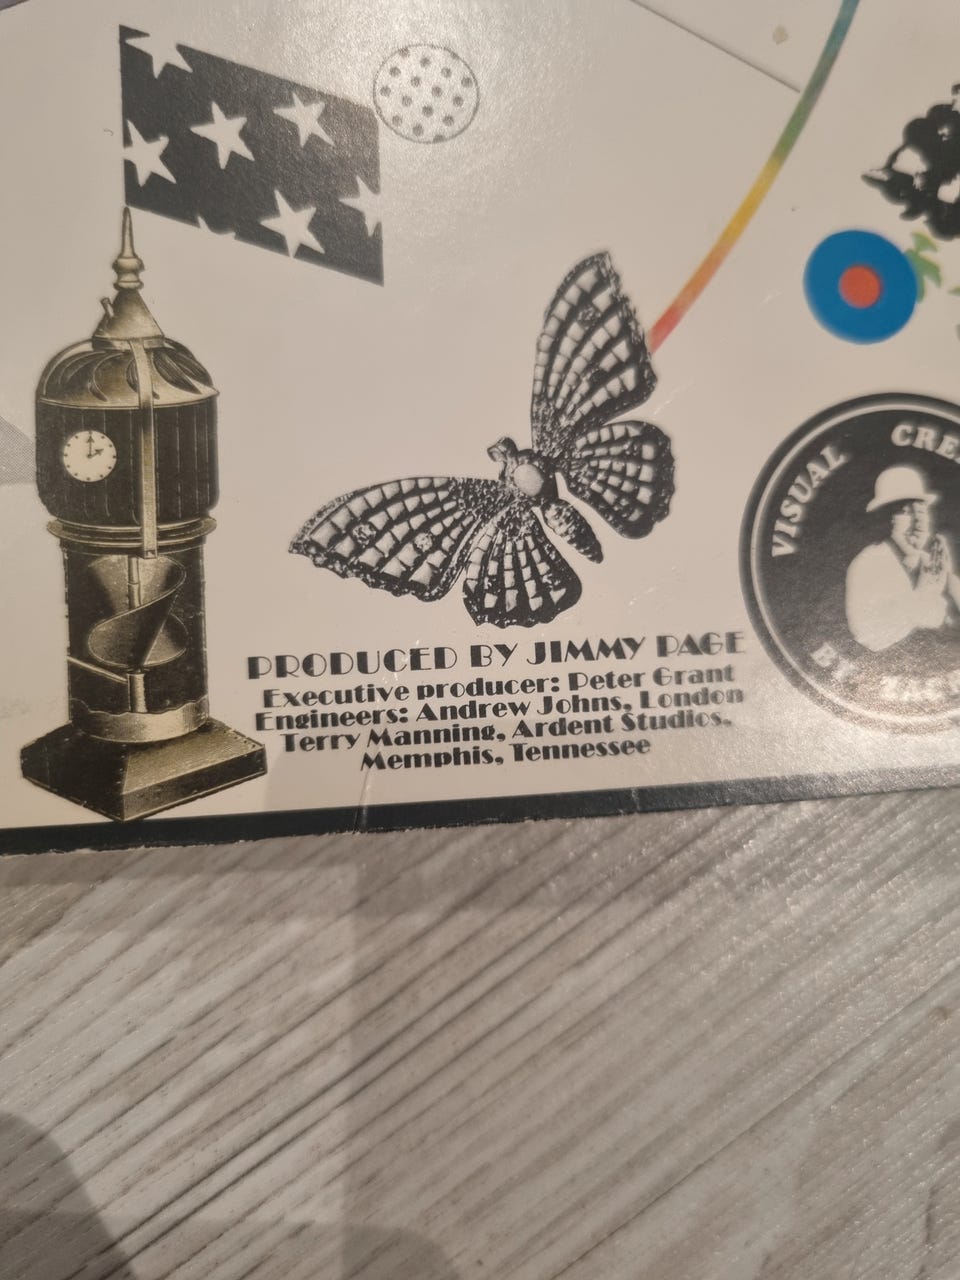 PRODUCED BY JIMMY PAGE
Executive producer: Peter Grant
Engineers: Andrew Johns, London
Terry Manning, Ardent Studios,
Memphis, Tennessee
VISUAL
BY